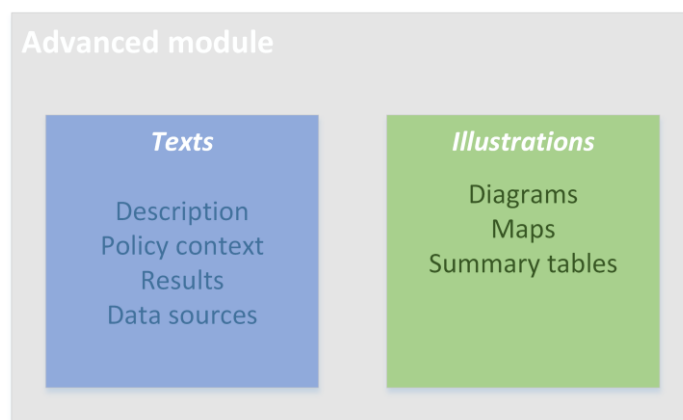 Advanced module
Texts
Description
Policy context
Results
Data sources
Illustrations
Diagrams
Maps
Summary tables